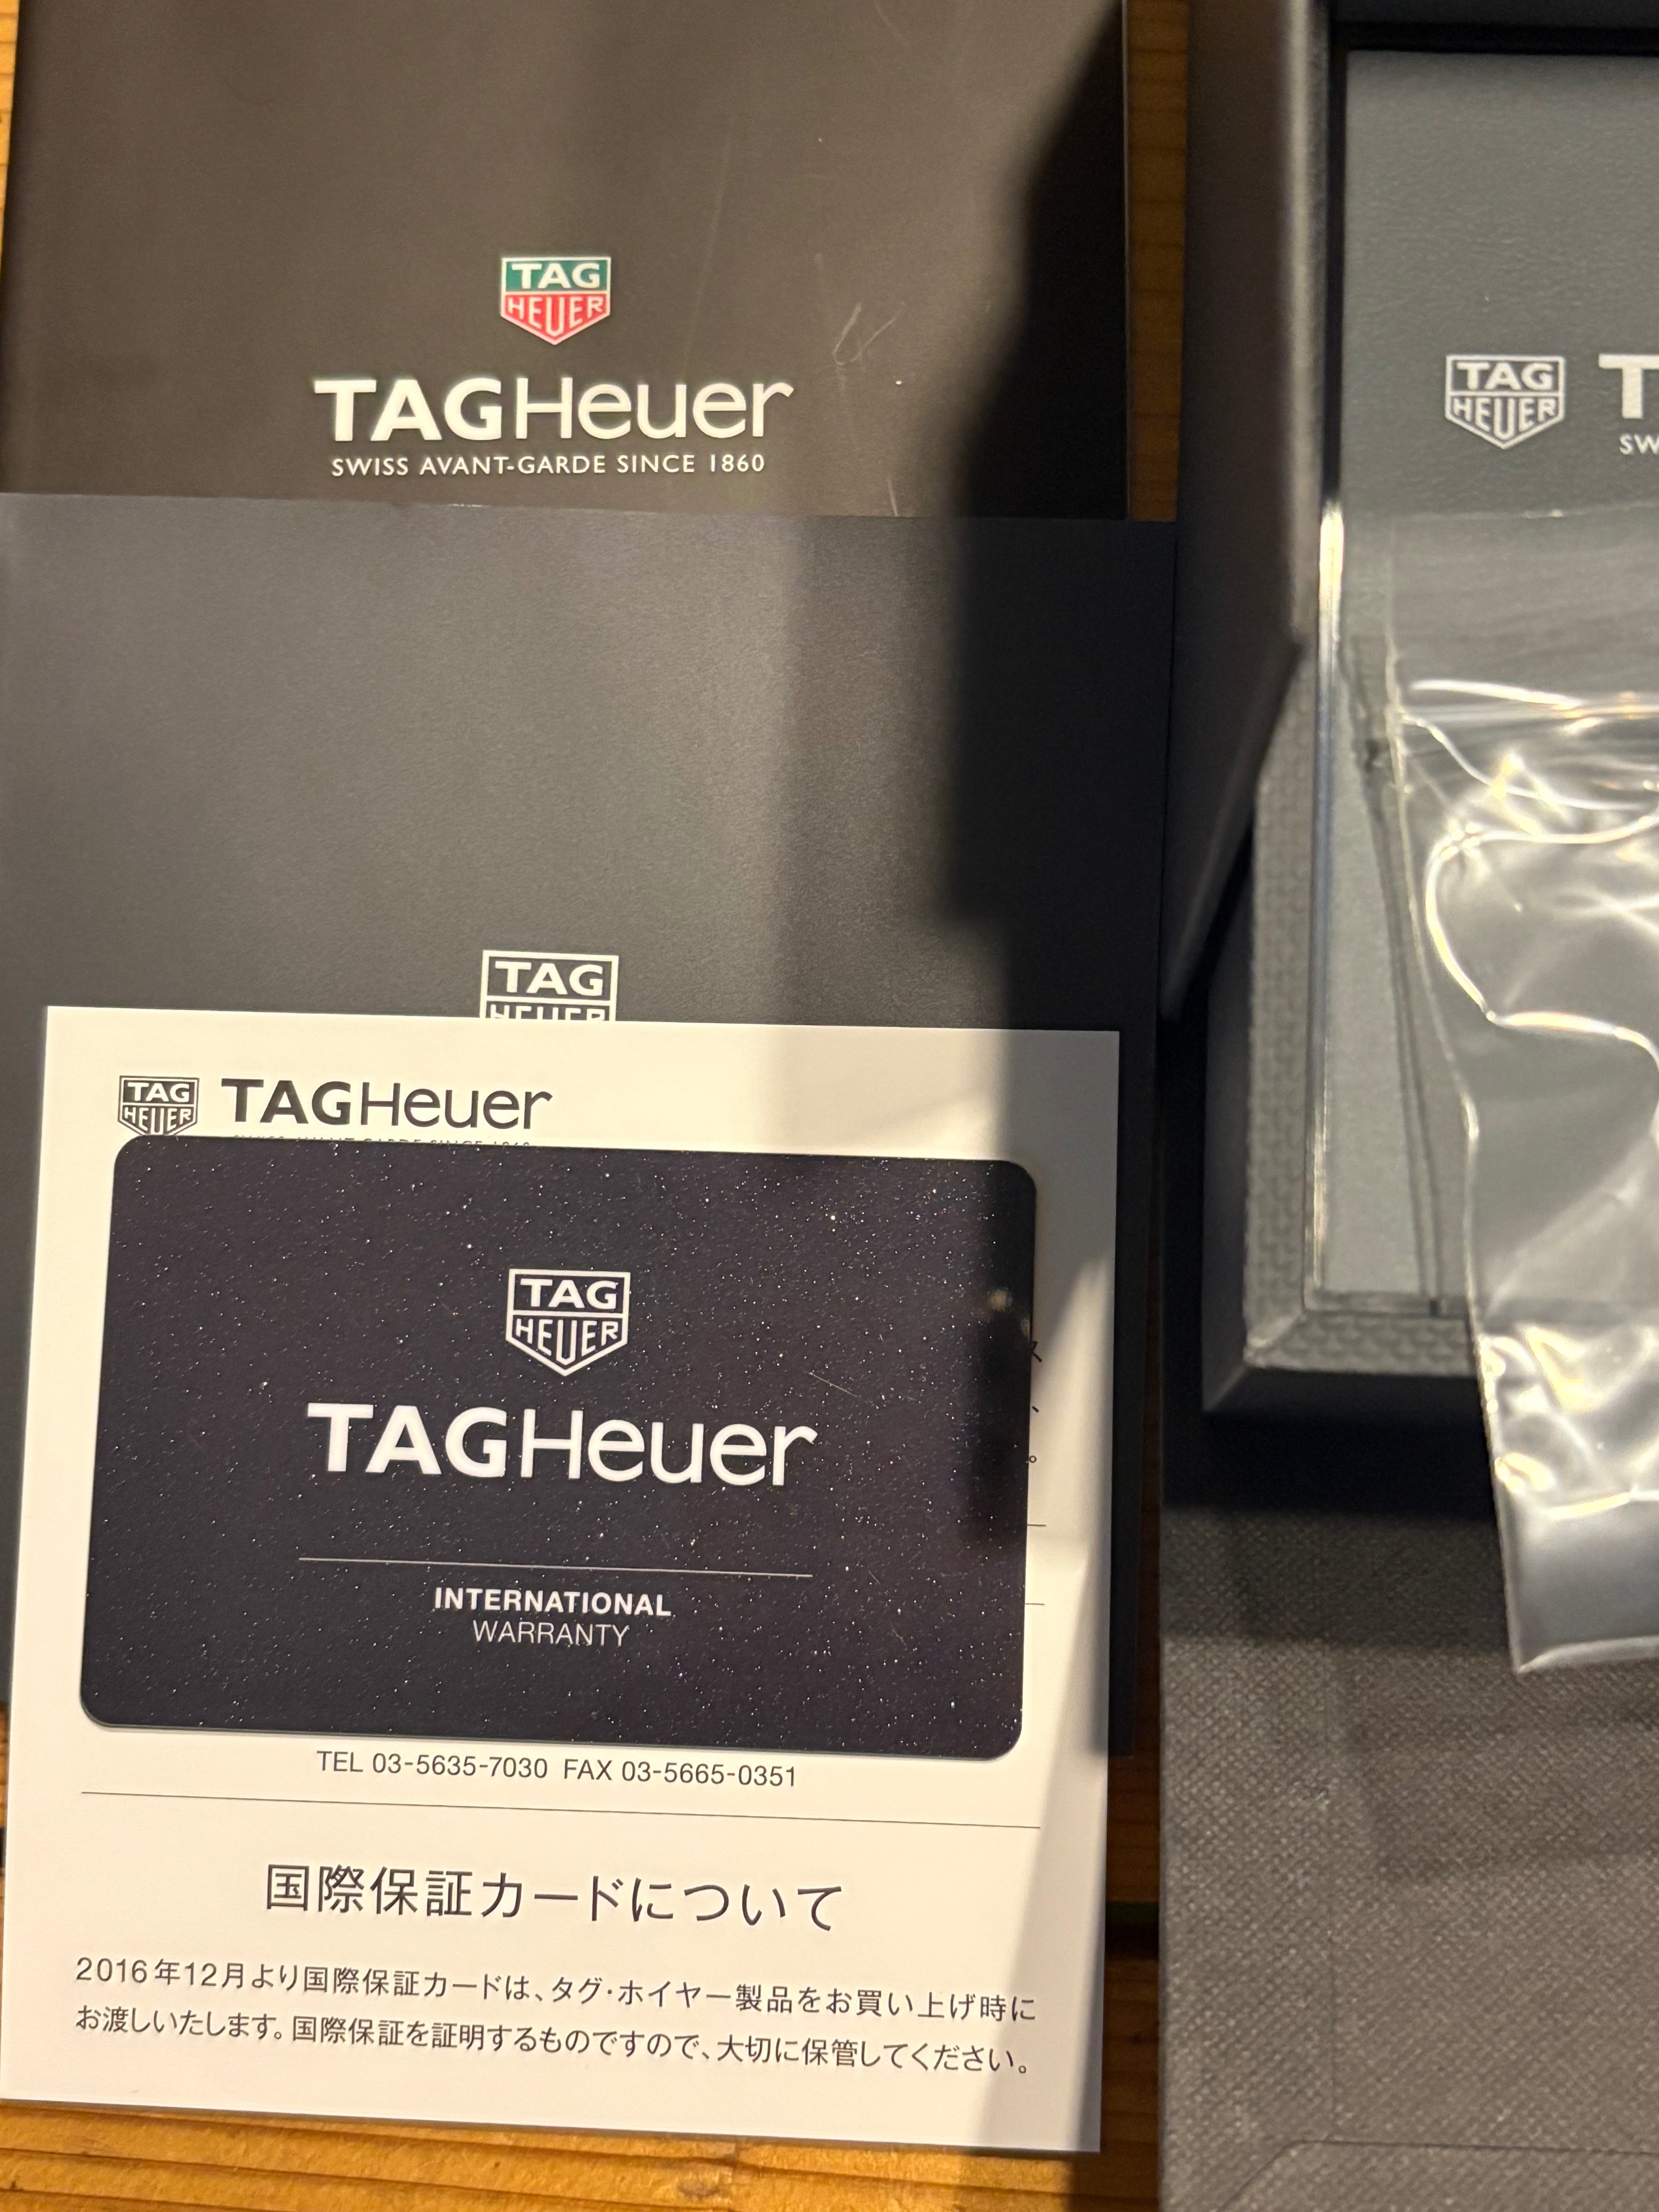 TAG
HEUER
TAGHeuer
SWISS AVANT-GARDE SINCE 1860
TAG
HEUER
T
SW
TAG
HEUER
TAG
HEUER
TAGHeuer
TAG
HEUER
TAGHeuer
INTERNATIONAL
WARRANTY
TEL 03-5635-7030 FAX 03-5665-0351
国際保証カードについて
2016年12月より国際保証カードは、タグ・ホイヤー製品をお買い上げ時に
お渡しいたします。国際保証を証明するものですので、大切に保管してください。